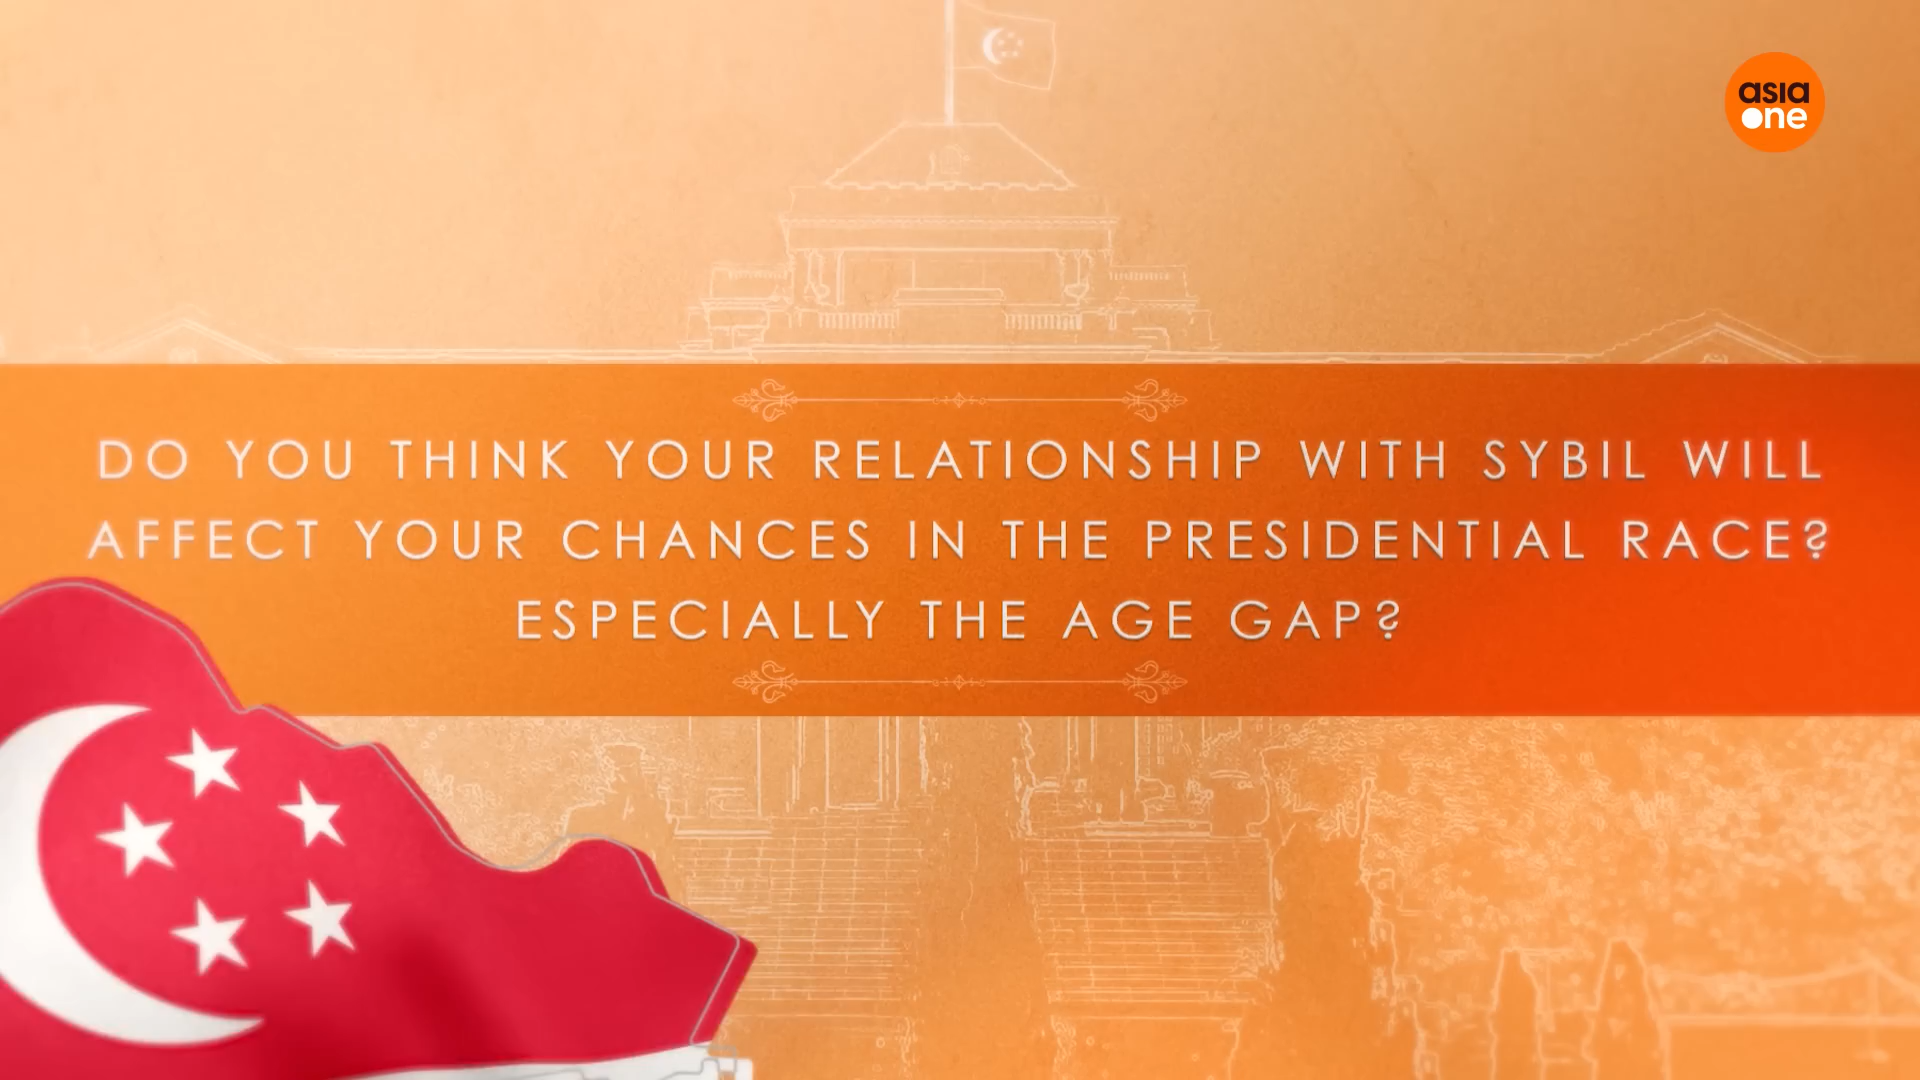 asia
one
DO YOU THINK YOUR RELATIONSHIP WITH SYBIL WILL
AFFECT YOUR CHANCES IN THE PRESIDENTIAL RACE?
ESPECIALLY THE AGE GAP?